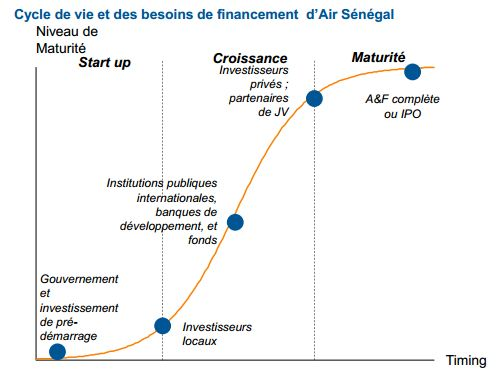 Cycle de vie et des besoins de financement d'Air Sénégal
Niveau de
Maturité
Start up
Croissance
Maturité
Investisseurs
privés ;
partenaires
de JV
A&F complète
ou IPO
Institutions publiques
internationales,
banques de
développement, et
fonds
Gouvernement
et
investissement
de pré-
démarrage
Investisseurs
locaux
Timing